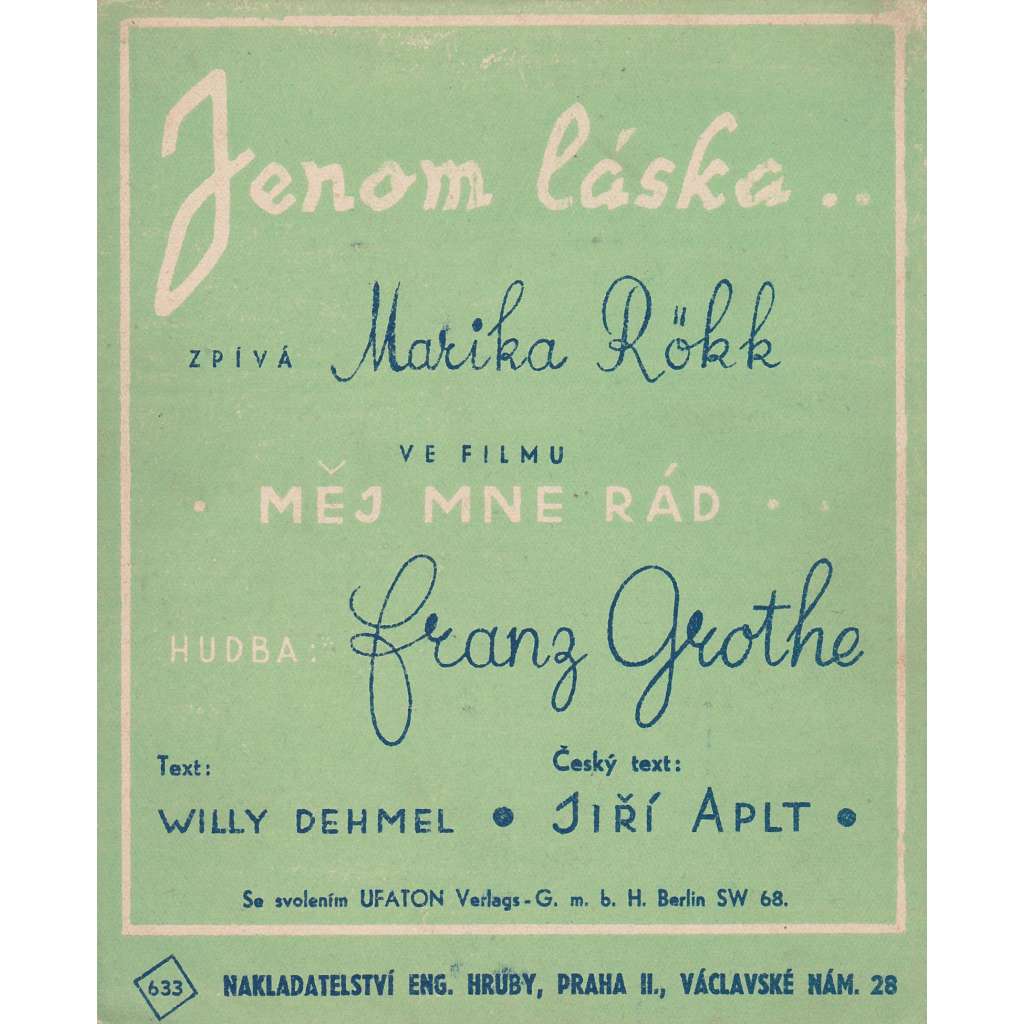 Jenom láska..
ZPÍVÁ Marika Rökk
VE FILMU
· MĚJ MNE RÁD · ·
HUDBA: Franz Grothe
Text: Český text:
WILLY DEHMEL • JIŘÍ APLT •
Se svolením UFATON Verlags-G. m. b. H. Berlin SW 68.
633 NAKLADATELSTVÍ ENG. HRÚBY, PRAHA II., VÁCLAVSKÉ NÁM. 28